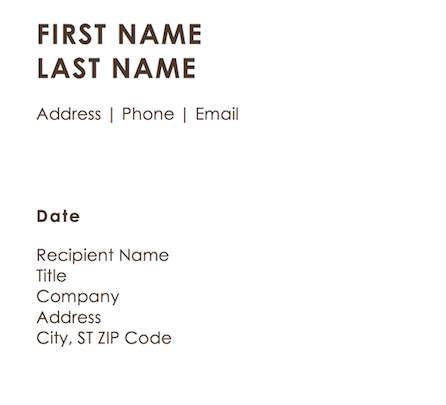 FIRST NAME
LAST NAME
Address | Phone | Email
Date
Recipient Name
Title
Company
Address
City, ST ZIP Code